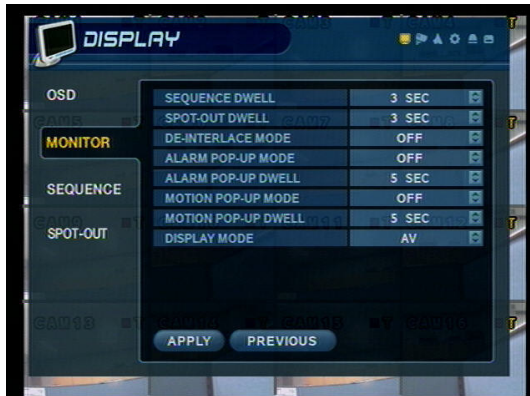 DISPLAY
OSD
MONITOR
SEQUENCE
SPOT-OUT
SEQUENCE DWELL 3 SEC
SPOT-OUT DWELL 3 SEC
DE-INTERLACE MODE OFF
ALARM POP-UP MODE OFF
ALARM POP-UP DWELL 5 SEC
MOTION POP-UP MODE OFF
MOTION POP-UP DWELL 5 SEC
DISPLAY MODE AV
CAM13
APPLY PREVIOUS